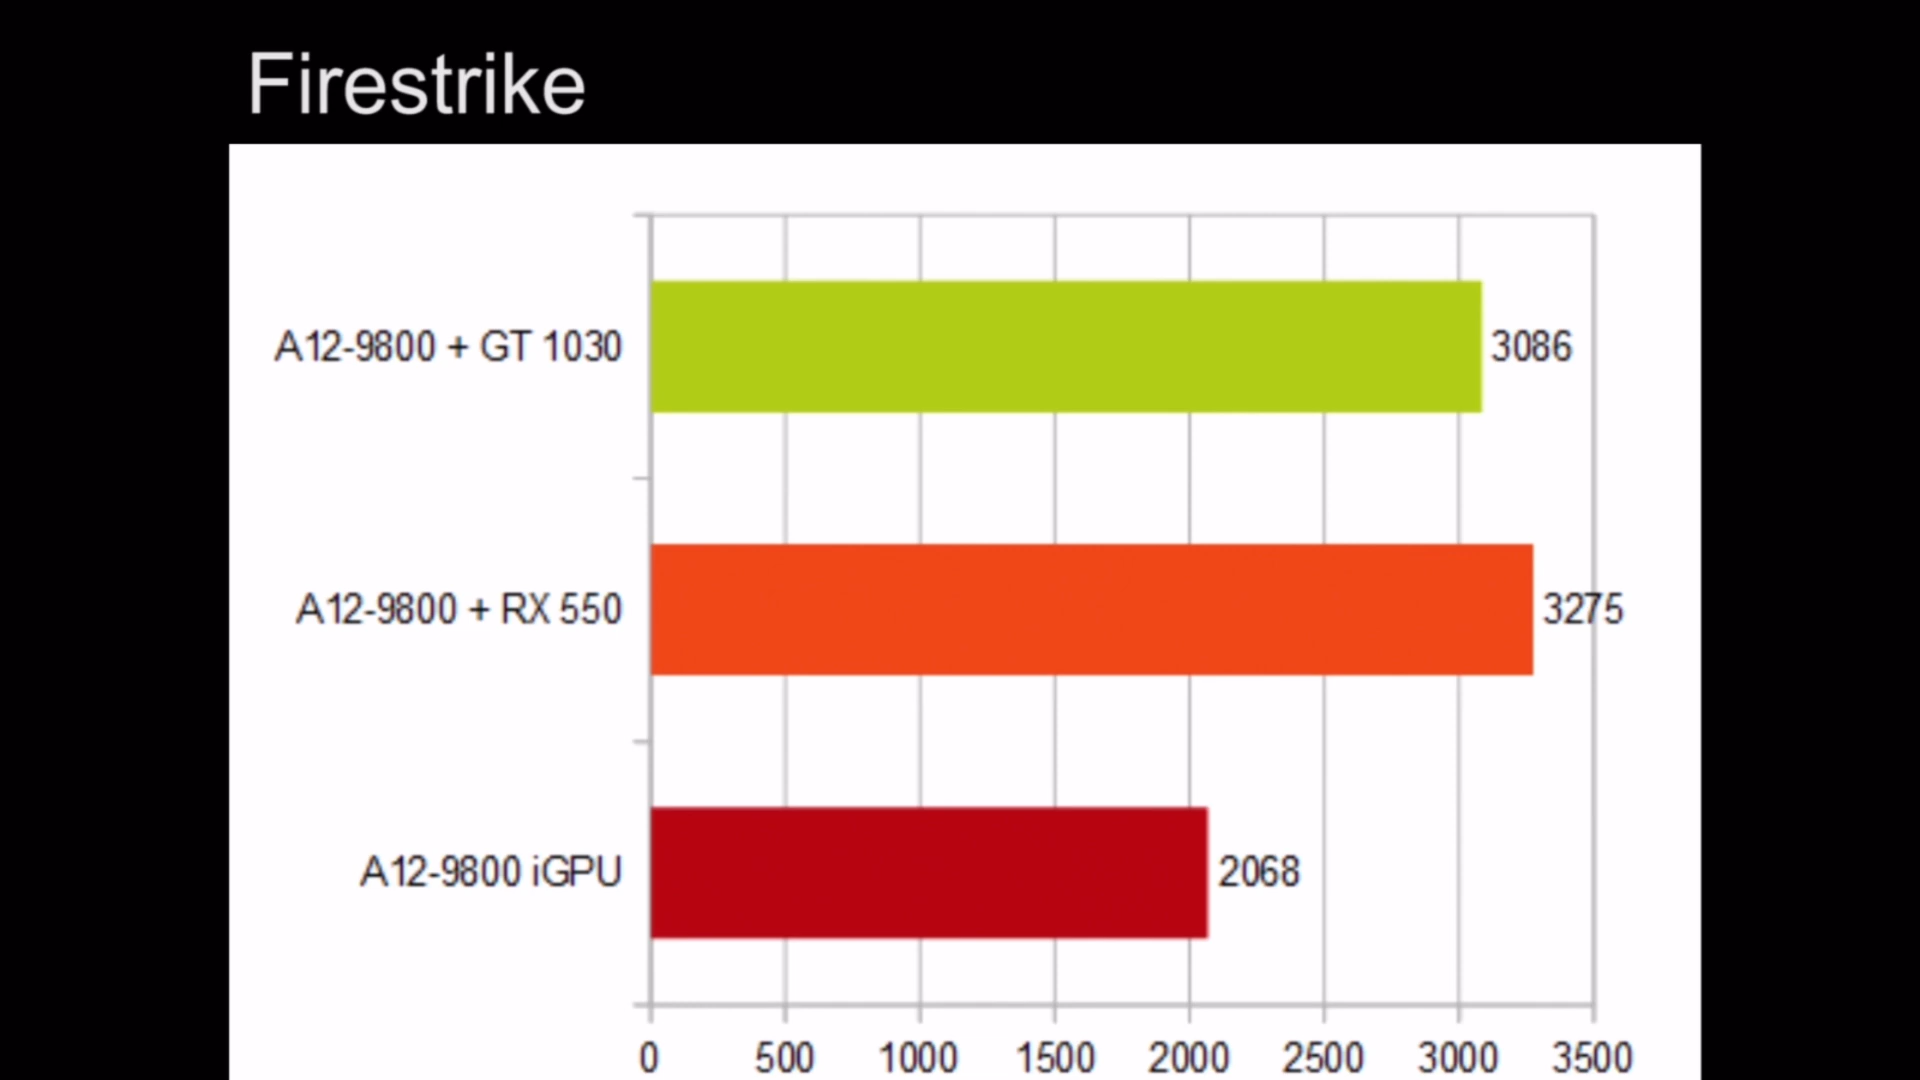 Firestrike
A12-9800 + GT 1030
3086
A12-9800 + RX 550
3275
A12-9800 iGPU
2068
0 500 1000 1500 2000 2500 3000 3500